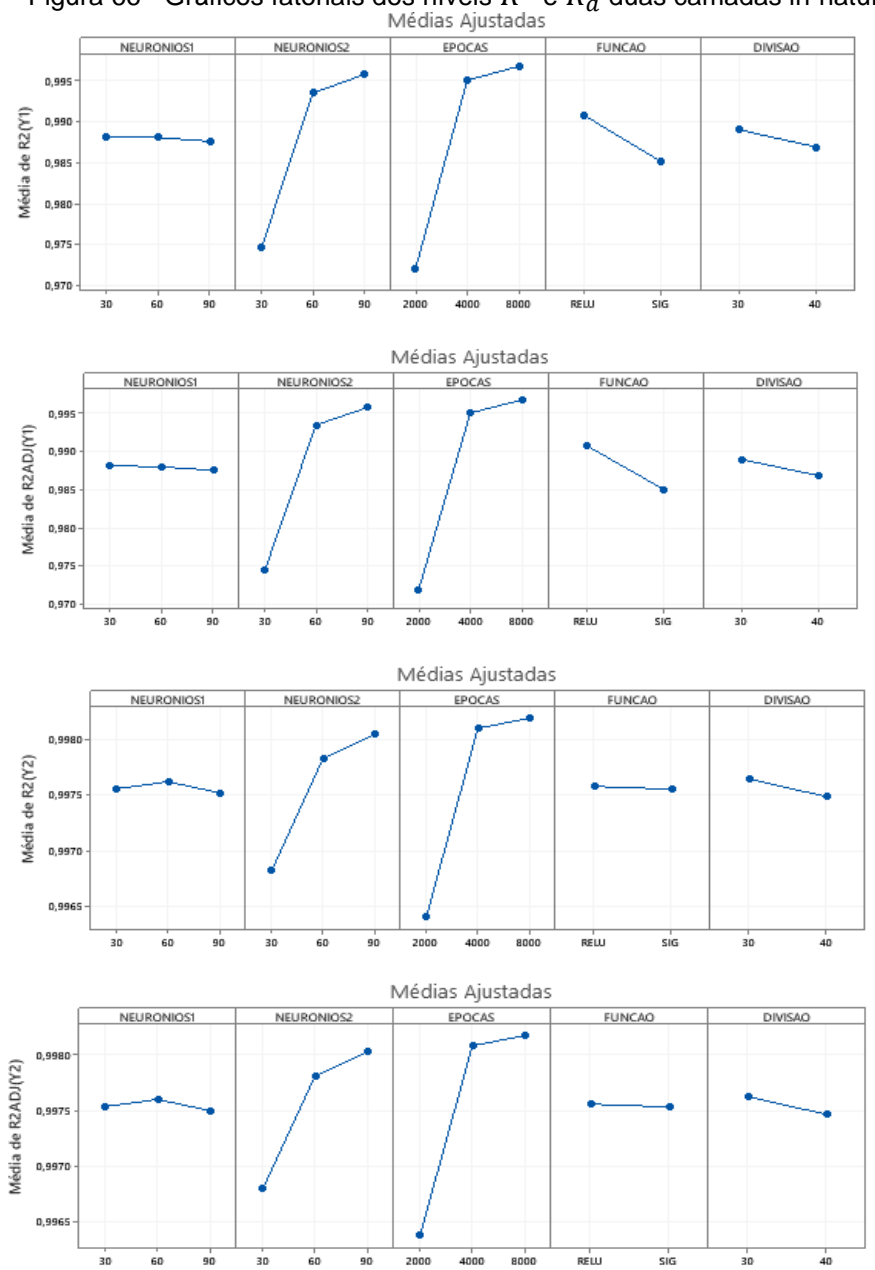 Médias Ajustadas
NEURONIOS1 NEURONIOS2 EPOCAS FUNCAO DIVISAO
Média de R2(Y1)
0,995
0,990
0,985
0,980
0,975
0,970
30 60 90 30 60 90 2000 4000 8000 RELU SIG 30 40
Médias Ajustadas
NEURONIOS1 NEURONIOS2 EPOCAS FUNCAO DIVISAO
Média de R2ADJ(Y1)
0,995
0,990
0,985
0,980
0,975
0,970
30 60 90 30 60 90 2000 4000 8000 RELU SIG 30 40
Médias Ajustadas
NEURONIOS1 NEURONIOS2 EPOCAS FUNCAO DIVISAO
Média de R2(Y2)
0,9980
0,9975
0,9970
0,9965
30 60 90 30 60 90 2000 4000 8000 RELU SIG 30 40
Médias Ajustadas
NEURONIOS1 NEURONIOS2 EPOCAS FUNCAO DIVISAO
Média de R2ADJ(Y2)
0,9980
0,9975
0,9970
0,9965
30 60 90 30 60 90 2000 4000 8000 RELU SIG 30 40